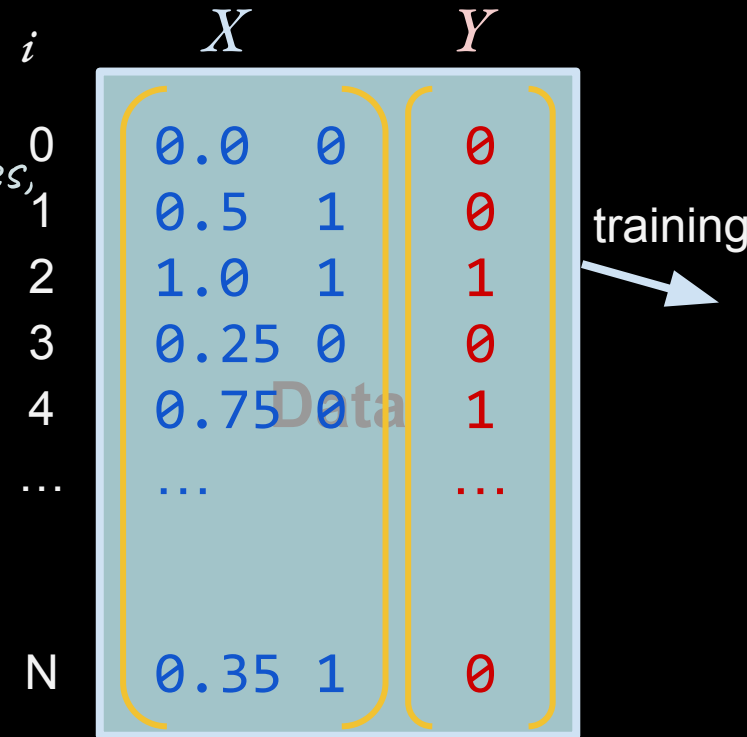 i X Y
0 0.0 0 0
es,
1 0.5 1 0
training
2 1.0 1 1
3 0.25 0 0
4 0.75 0 1
Data
... ... ...
N 0.35 1 0